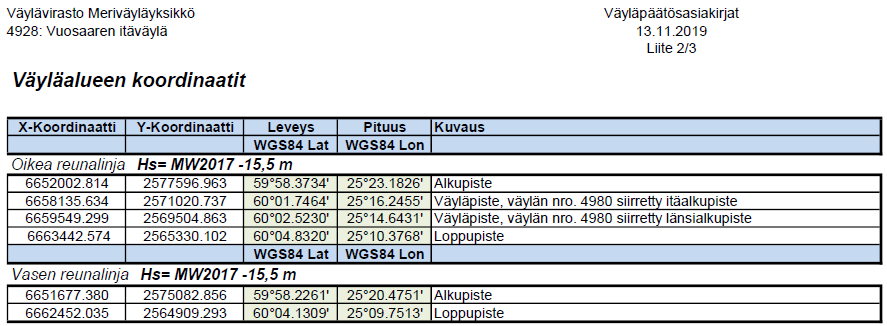 Väylävirasto Meriväyläyksikkö Väyläpäätösasiakirjat
4928: Vuosaaren itäväylä 13.11.2019
Liite 2/3
Väyläalueen koordinaatit
X-Koordinaatti Y-Koordinaatti Leveys Pituus Kuvaus
WGS84 Lat WGS84 Lon
Oikea reunalinja Hs= MW2017 -15,5 m
6652002.814 2577596.963 59°58.3734' 25°23.1826' Alkupiste
6658135.634 2571020.737 60°01.7464' 25°16.2455' Väyläpiste, väylän nro. 4980 siirretty itäalkupiste
6659549.299 2569504.863 60°02.5230' 25°14.6431' Väyläpiste, väylän nro. 4980 siirretty länsialkupiste
6663442.574 2565330.102 60°04.8320' 25°10.3768' Loppupiste
WGS84 Lat WGS84 Lon
Vasen reunalinja Hs= MW2017 -15,5 m
6651677.380 2575082.856 59°58.2261' 25°20.4751' Alkupiste
6662452.035 2564909.293 60°04.1309' 25°09.7513' Loppupiste